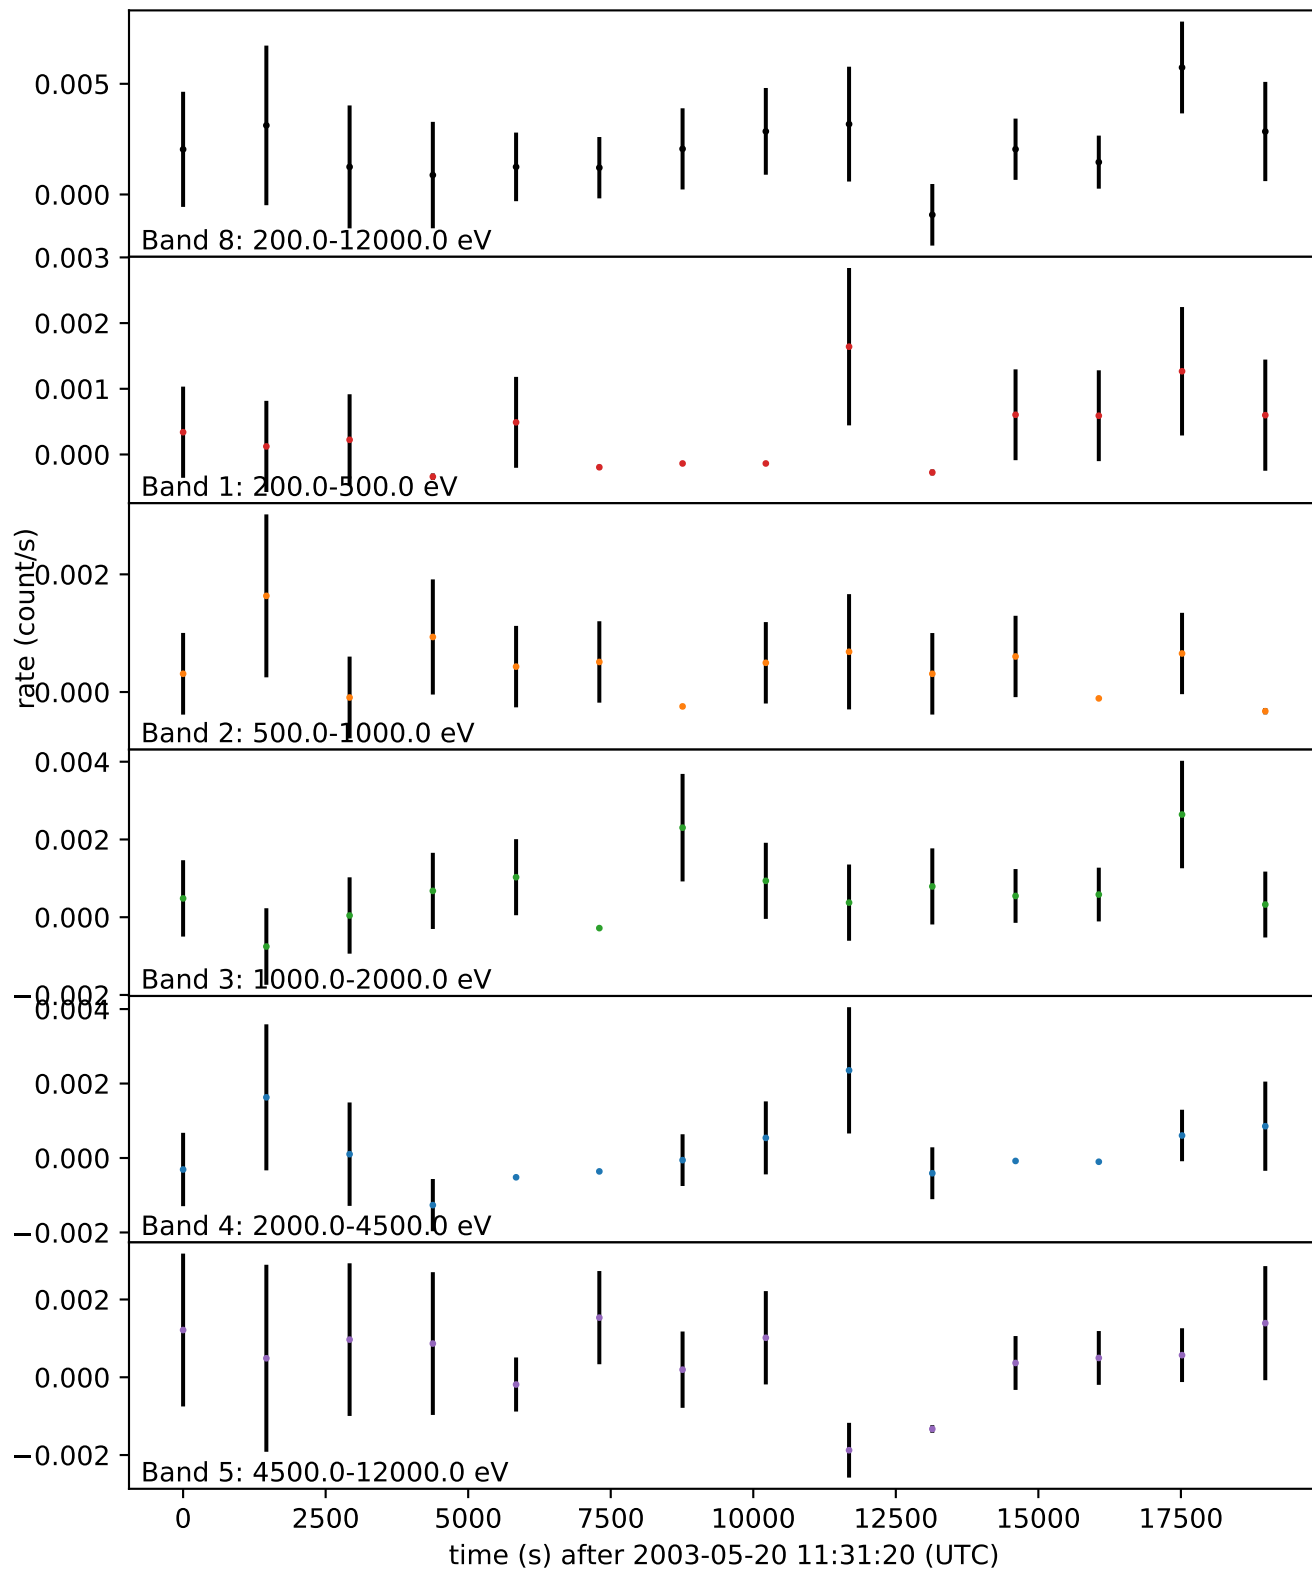 0.005
0.000
Band 8: 200.0-12000.0 eV
0.003
0.002
0.001
0.000
Band 1: 200.0-500.0 eV
rate (count/s)
0.002
0.000
Band 2: 500.0-1000.0 eV
0.004
0.002
0.000
−0.002
Band 3: 1000.0-2000.0 eV
0.004
0.002
0.000
−0.002
Band 4: 2000.0-4500.0 eV
0.002
0.000
−0.002
Band 5: 4500.0-12000.0 eV
0 2500 5000 7500 10000 12500 15000 17500
time (s) after 2003-05-20 11:31:20 (UTC)